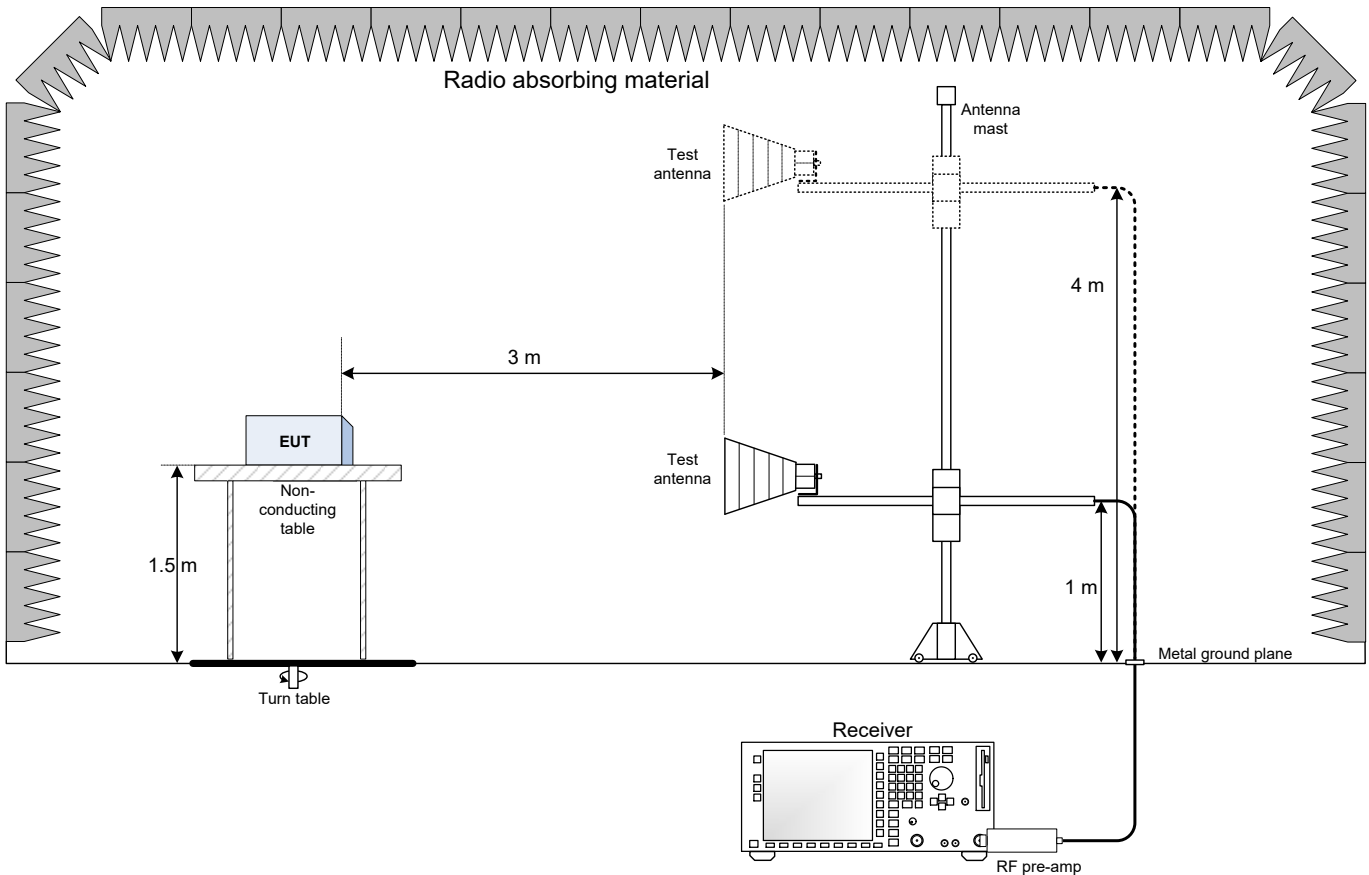 Radio absorbing material
Antenna
mast
Test
antenna
4 m
3 m
EUT
Test
antenna
Non-
conducting
table
1.5 m
1 m
Metal ground plane
Turn table
Receiver
RF pre-amp